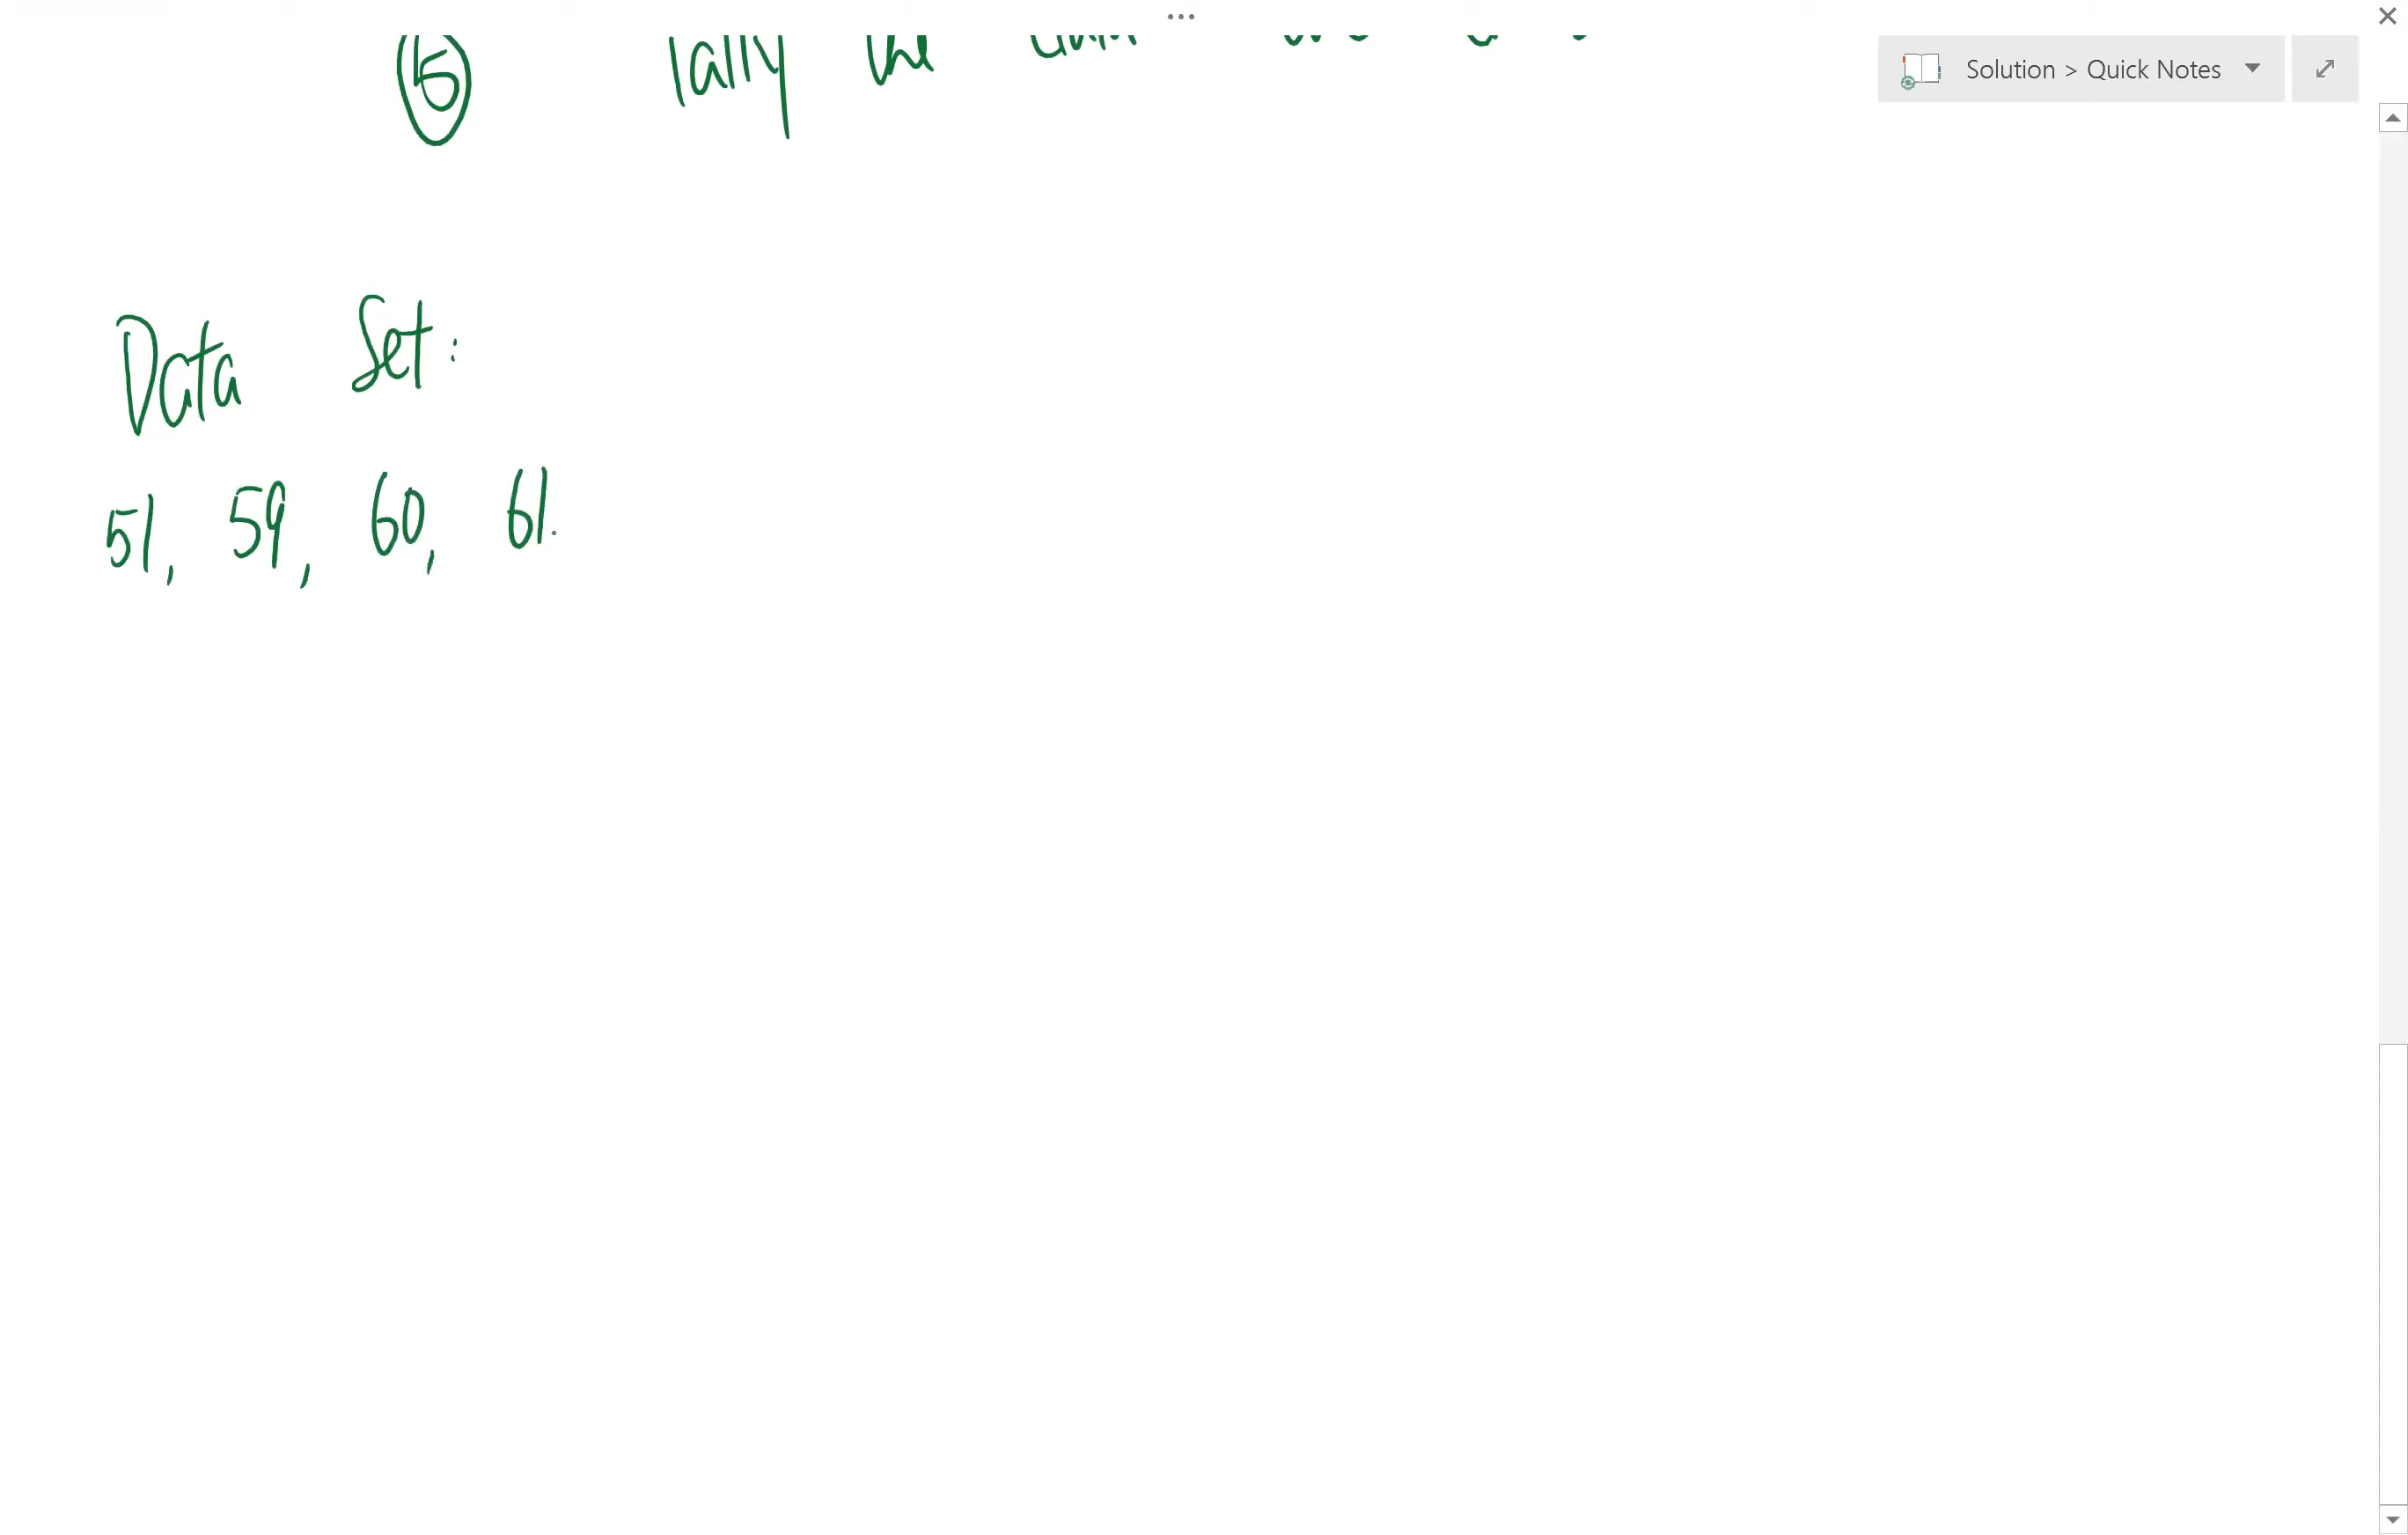 Solution > Quick Notes
⑤ Tally the
Data Set:
51, 59, 60, 61.